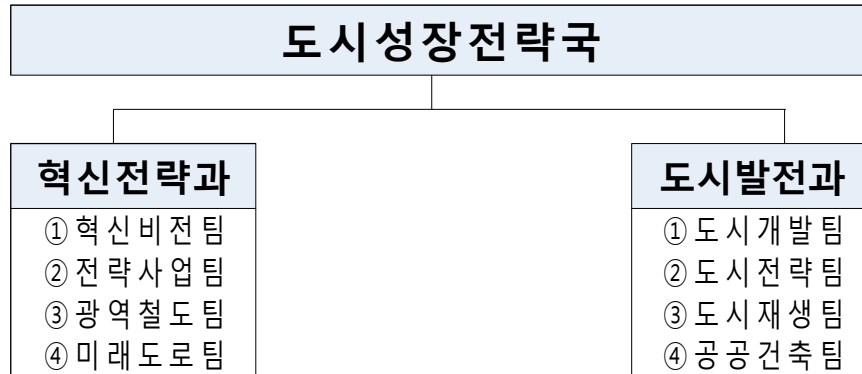 도시성장전략국
혁신전략과
① 혁신비전팀
② 전략사업팀
③ 광역철도팀
④ 미래도로팀
도시발전과
① 도시개발팀
② 도시전략팀
③ 도시재생팀
④ 공공건축팀